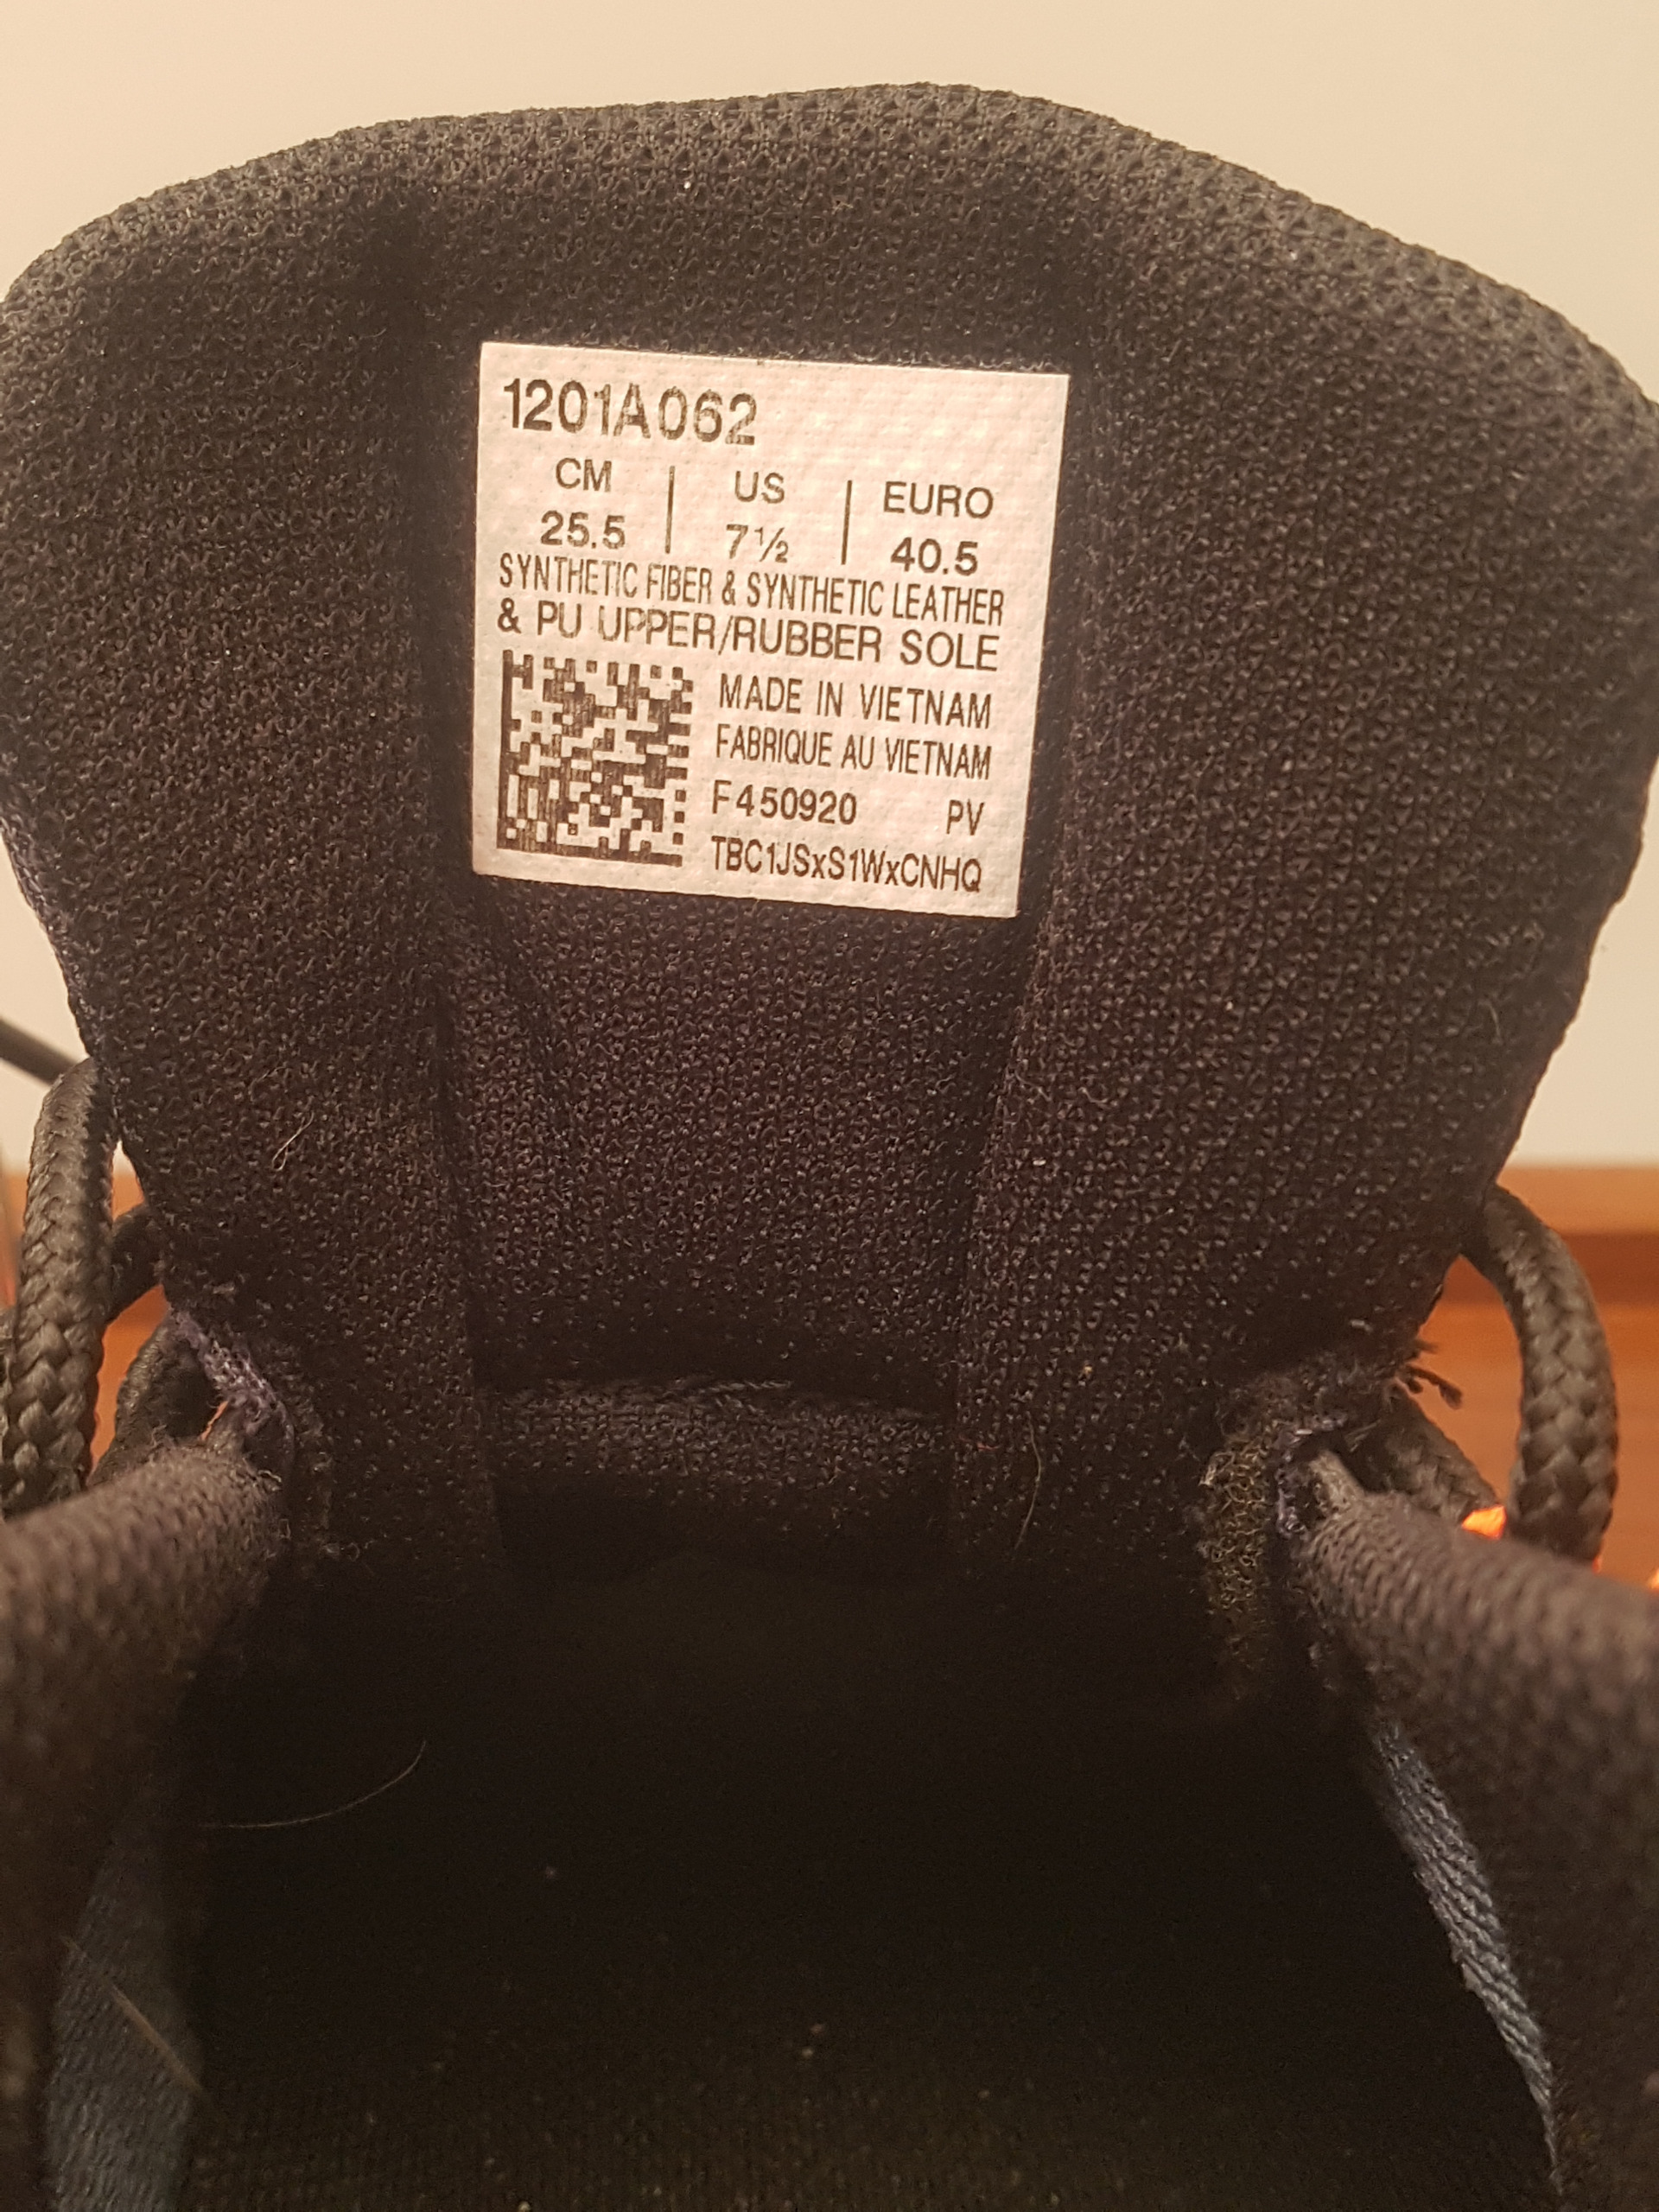 1201A062
CM | US | EURO
25.5 | 7½ | 40.5
SYNTHETIC FIBER & SYNTHETIC LEATHER
& PU UPPER/RUBBER SOLE
MADE IN VIETNAM
FABRIQUE AU VIETNAM
F450920 PV
TBC1JSxS1WxCNHQ